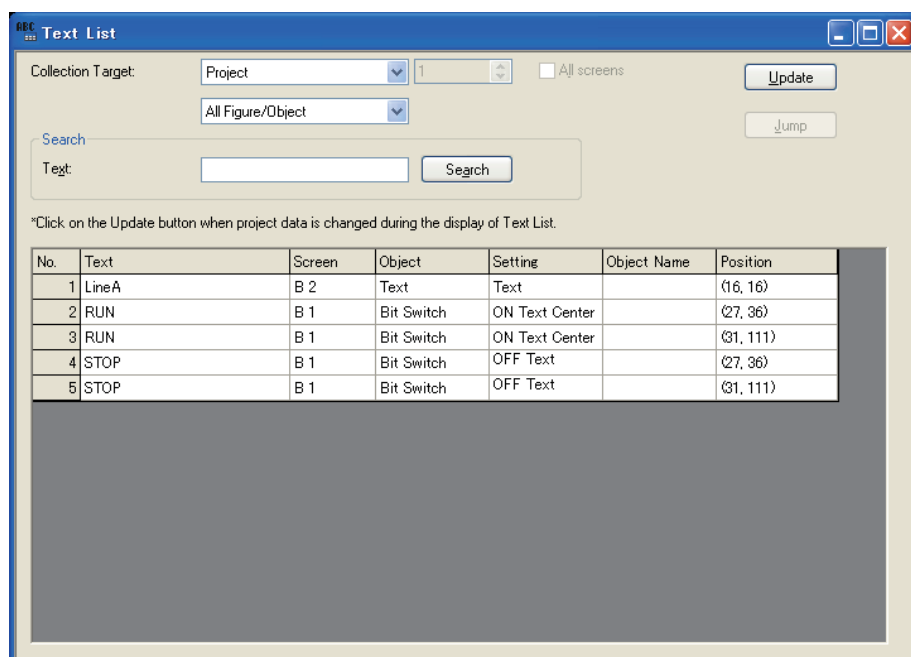 ABC Text List
Collection Target: Project 1 All screens Update
All Figure/Object Jump
Search
Text: Search
*Click on the Update button when project data is changed during the display of Text List.
No. Text Screen Object Setting Object Name Position
1 LineA B 2 Text Text (16, 16)
2 RUN B 1 Bit Switch ON Text Center (27, 36)
3 RUN B 1 Bit Switch ON Text Center (31, 111)
4 STOP B 1 Bit Switch OFF Text (27, 36)
5 STOP B 1 Bit Switch OFF Text (31, 111)